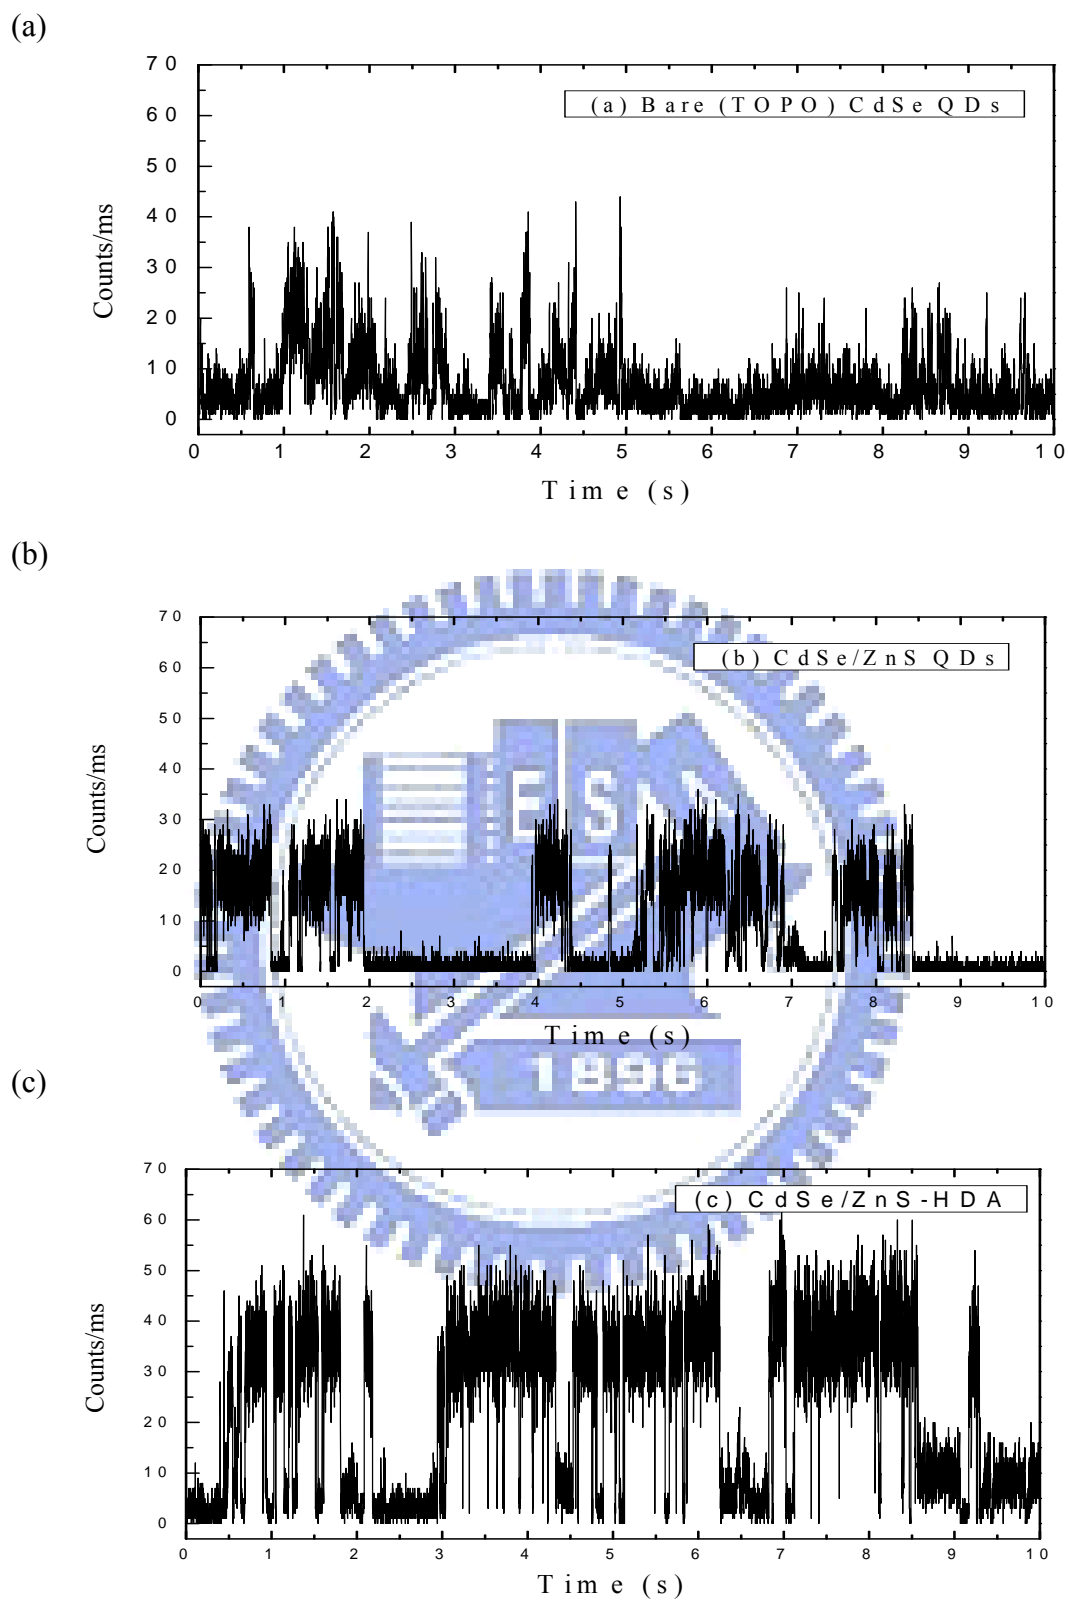 (a)
70
(a) Bare (TOPO) CdSe QDs
60
50
40
30
20
10
0
Counts/ms
0 1 2 3 4 5 6 7 8 9 10
Time (s)
(b)
70
(b) CdSe/ZnS QDs
60
50
40
30
20
10
0
Counts/ms
ES
0 1 2 3 4 5 6 7 8 9 10
Time (s)
1896
(c)
70
(c) CdSe/ZnS-HDA
60
50
40
30
20
10
0
Counts/ms
0 1 2 3 4 5 6 7 8 9 10
Time (s)